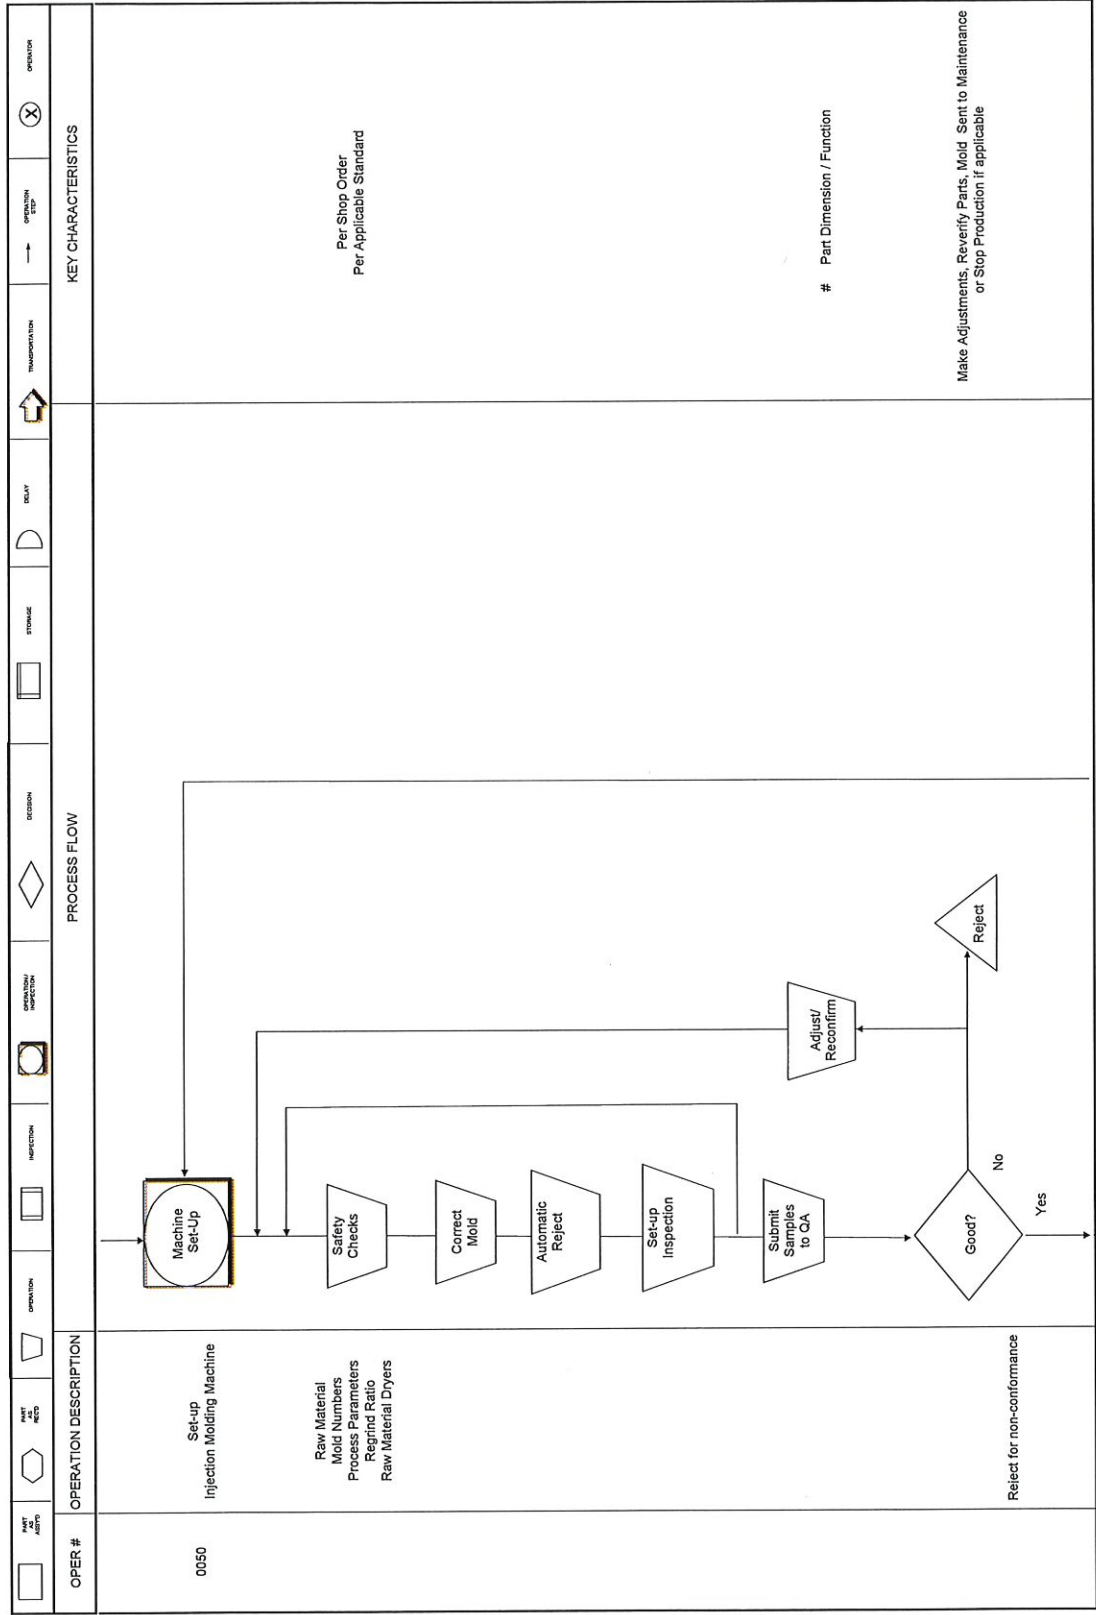 PART
AS
ASSY'D
PART
AS
REC'D
OPERATION
INSPECTION
OPERATION/
INSPECTION
DECISION
STORAGE
DELAY
TRANSPORTATION
OPERATION
STEP
X
OPERATOR
OPER #
OPERATION DESCRIPTION
PROCESS FLOW
KEY CHARACTERISTICS
0050
Set-up
Injection Molding Machine
Machine
Set-Up
Raw Material
Mold Numbers
Process Parameters
Regrind Ratio
Raw Material Dryers
Safety
Checks
Per Shop Order
Per Applicable Standard
Correct
Mold
Automatic
Reject
Set-up
Inspection
Submit
Samples
to QA
Adjust/
Reconfirm
# Part Dimension / Function
Reject for non-conformance
Good?
No
Reject
Yes
Make Adjustments, Reverify Parts, Mold Sent to Maintenance
or Stop Production if applicable